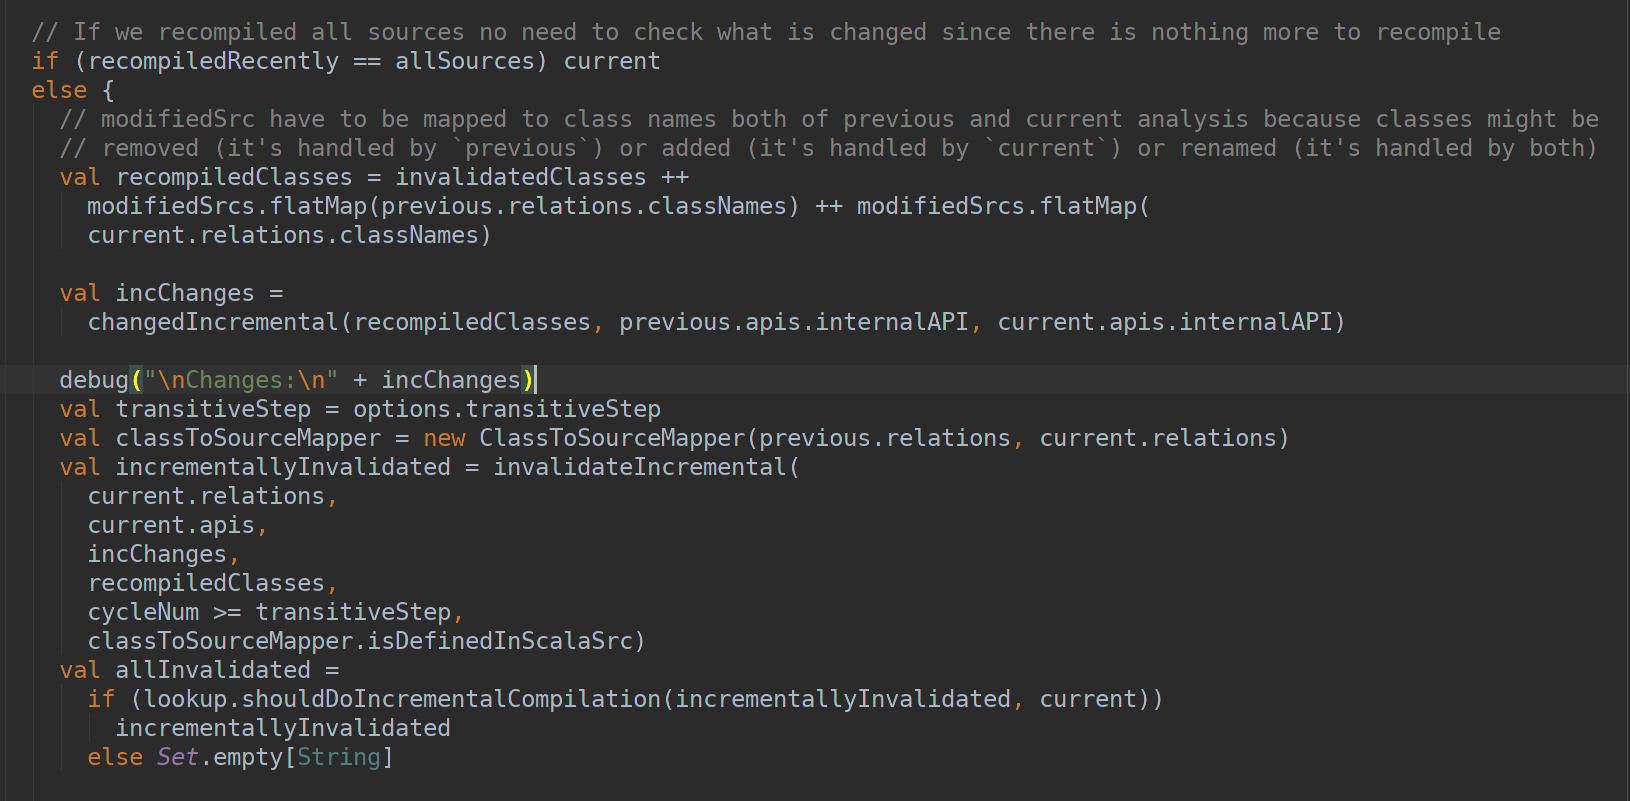 // If we recompiled all sources no need to check what is changed since there is nothing more to recompile
if (recompiledRecently == allSources) current
else {
  // modifiedSrc have to be mapped to class names both of previous and current analysis because classes might be
  // removed (it's handled by `previous`) or added (it's handled by `current`) or renamed (it's handled by both)
  val recompiledClasses = invalidatedClasses ++
    modifiedSrcs.flatMap(previous.relations.classNames) ++ modifiedSrcs.flatMap(
    current.relations.classNames)

  val incChanges =
    changedIncremental(recompiledClasses, previous.apis.internalAPI, current.apis.internalAPI)

  debug("\nChanges:\n" + incChanges)
  val transitiveStep = options.transitiveStep
  val classToSourceMapper = new ClassToSourceMapper(previous.relations, current.relations)
  val incrementallyInvalidated = invalidateIncremental(
    current.relations,
    current.apis,
    incChanges,
    recompiledClasses,
    cycleNum >= transitiveStep,
    classToSourceMapper.isDefinedInScalaSrc)
  val allInvalidated =
    if (lookup.shouldDoIncrementalCompilation(incrementallyInvalidated, current))
      incrementallyInvalidated
    else Set.empty[String]